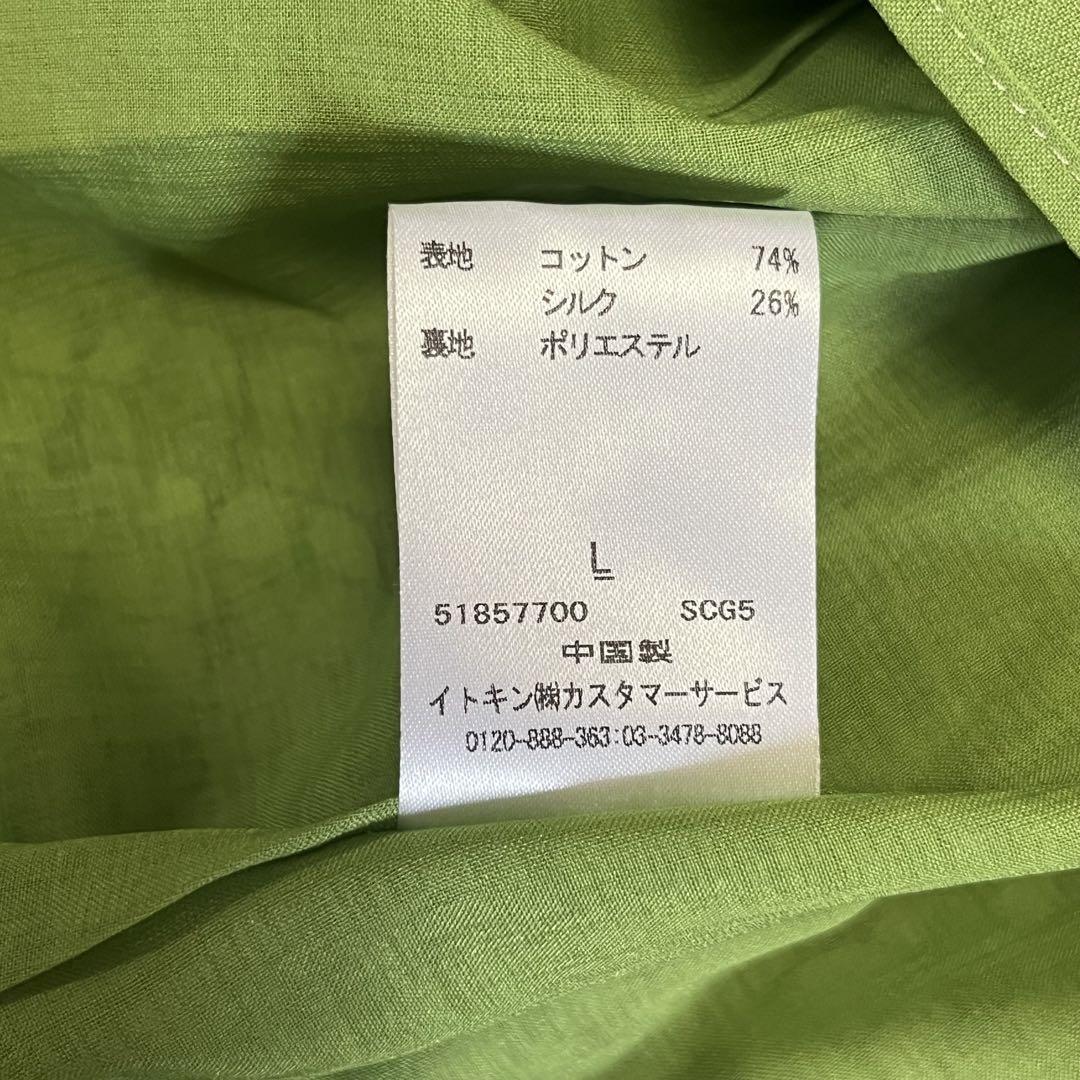 表地 コットン 74%
シルク 26%
裏地 ポリエステル
L
51857700 SCG5
中国製
イトキン㈱カスタマーサービス
0120-888-363:03-3478-8088